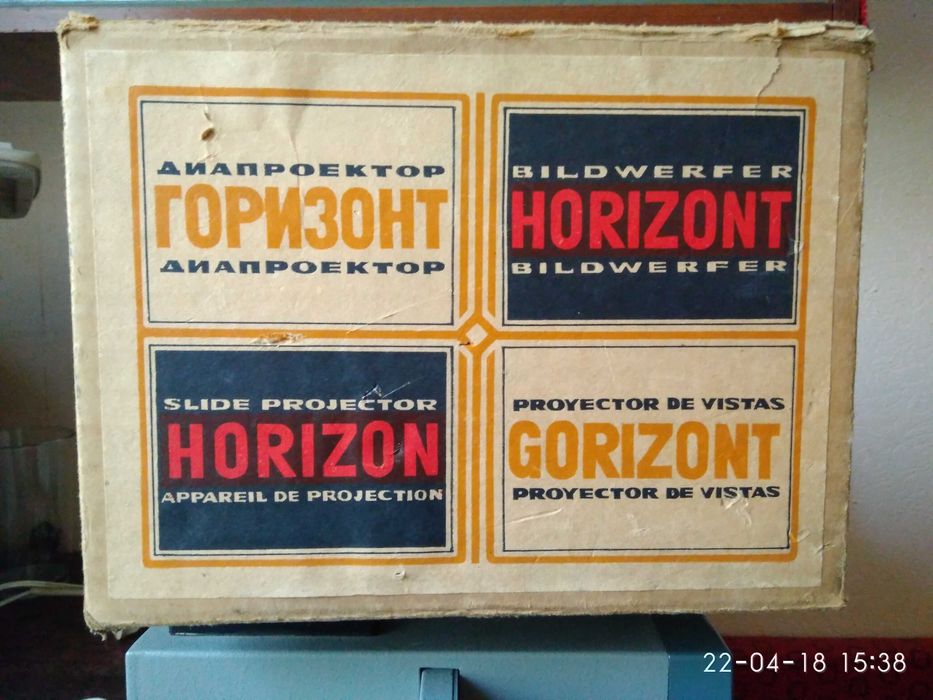 ДИАПРОЕКТОР
ГОРИЗОНТ
ДИАПРОЕКТОР
BILDWERFER
HORIZONT
BILDWERFER
SLIDE PROJECTOR
HORIZON
APPAREIL DE PROJECTION
PROYECTOR DE VISTAS
GORIZONT
PROYECTOR DE VISTAS
22-04-18 15:38